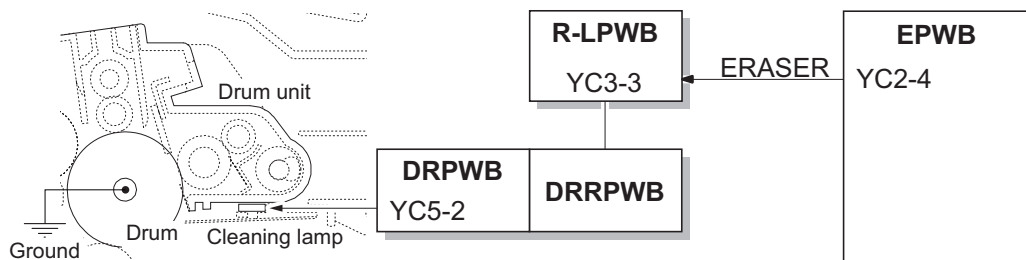 R-LPWB
YC3-3
EPWB
YC2-4
ERASER
Drum unit
DRPWB
YC5-2
DRRPWB
Ground
Drum
Cleaning lamp